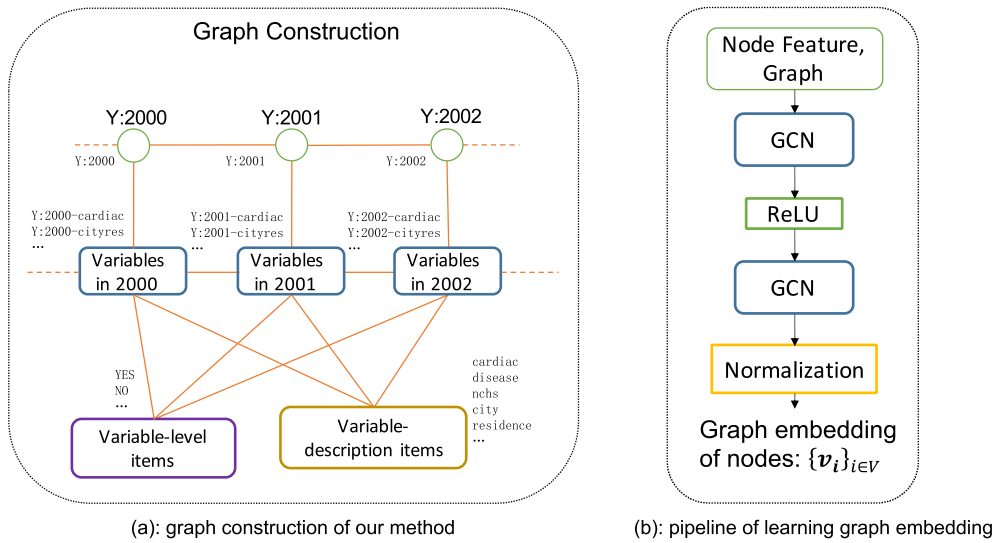 Graph Construction
Y:2000
Y:2001
Y:2002
Y:2000
Y:2001
Y:2002
Y:2000-cardiac
Y:2000-cityres
...
Y:2001-cardiac
Y:2001-cityres
...
Y:2002-cardiac
Y:2002-cityres
...
Variables
in 2000
Variables
in 2001
Variables
in 2002
YES
NO
...
cardiac
disease
nchs
city
residence
...
Variable-level
items
Variable-
description items
(a): graph construction of our method
Node Feature,
Graph
GCN
ReLU
GCN
Normalization
Graph embedding
of nodes: {𝒗ᵢ}ᵢ∈V
(b): pipeline of learning graph embedding